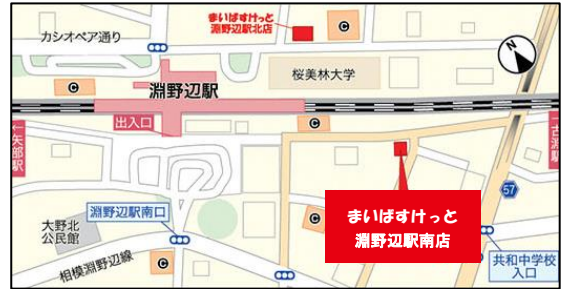 まいばすけっと
淵野辺駅北店
C
カシオペア通り
N
桜美林大学
C
淵野辺駅
出入口
C
←矢部駅
→古淵駅
57
まいばすけっと
淵野辺駅南店
淵野辺駅南口
大野北
公民館
C
共和中学校
入口
相模淵野辺線
C